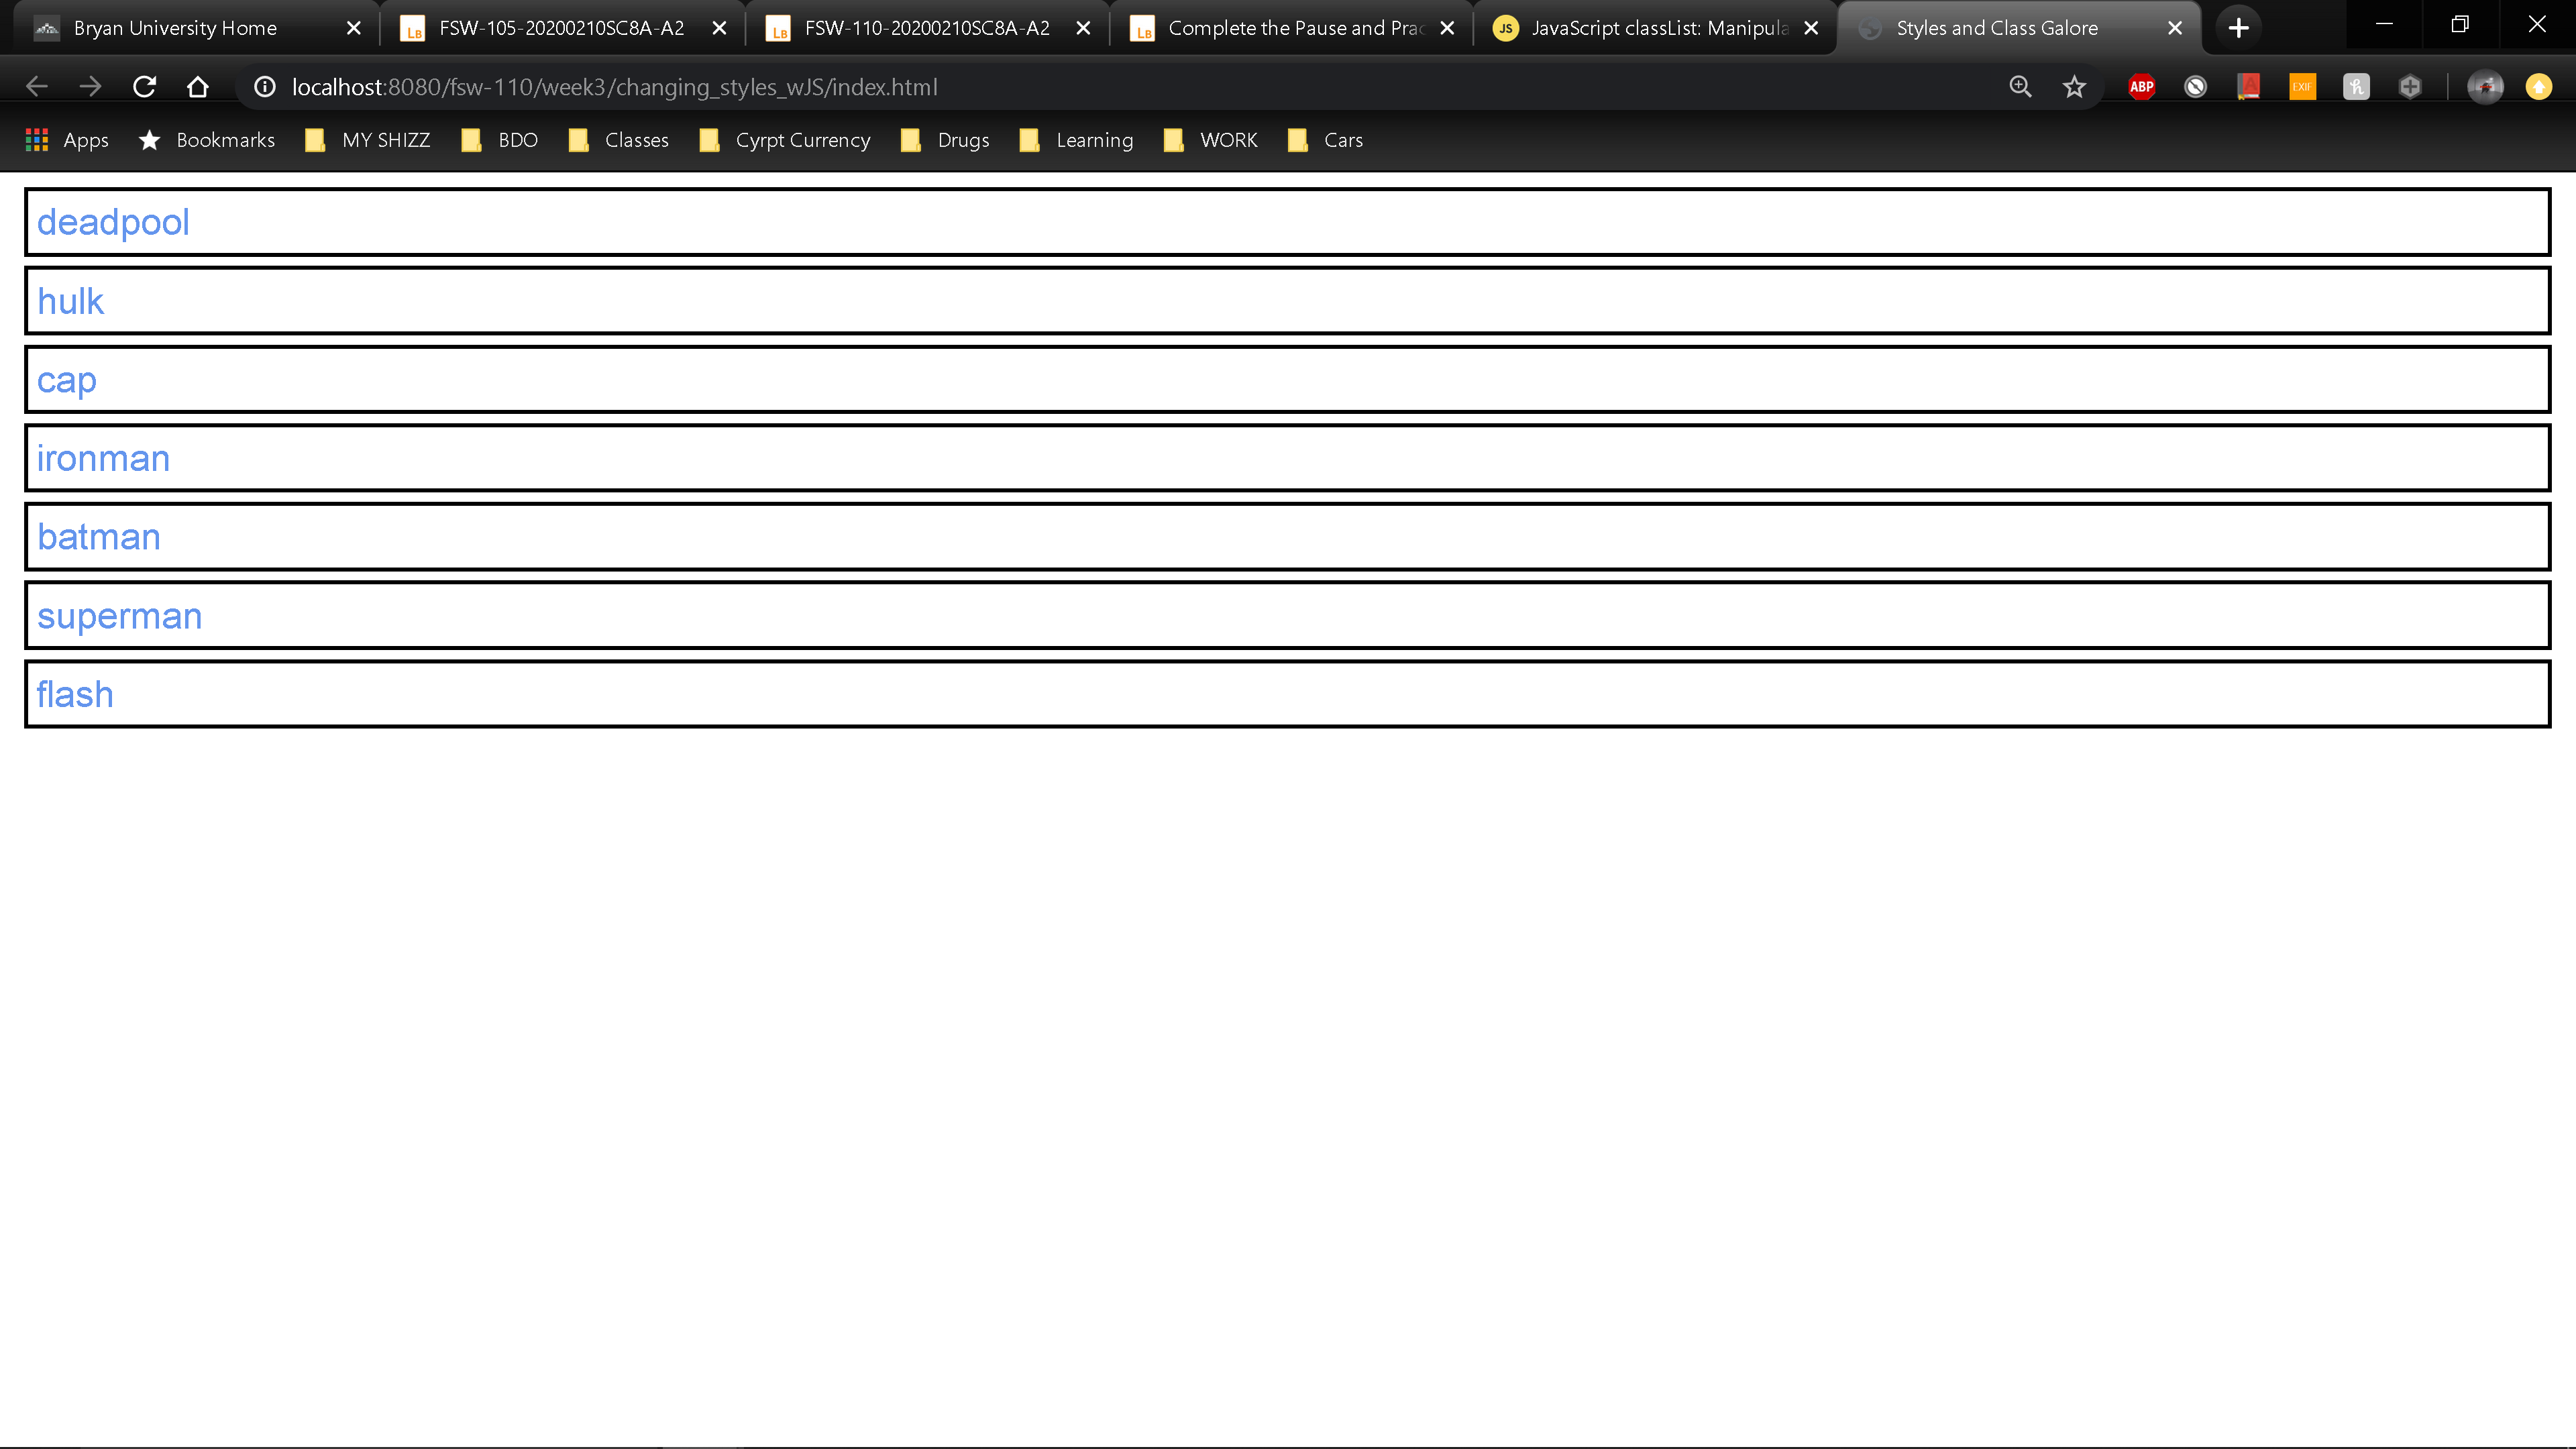 Bryan University Home
FSW-105-20200210SC8A-A2
FSW-110-20200210SC8A-A2
Complete the Pause and Prac
JS JavaScript classList: Manipula
Styles and Class Galore
localhost:8080/fsw-110/week3/changing_styles_wJS/index.html
ABP
EXIF
Apps
Bookmarks
MY SHIZZ
BDO
Classes
Cyrpt Currency
Drugs
Learning
WORK
Cars
deadpool
hulk
cap
ironman
batman
superman
flash